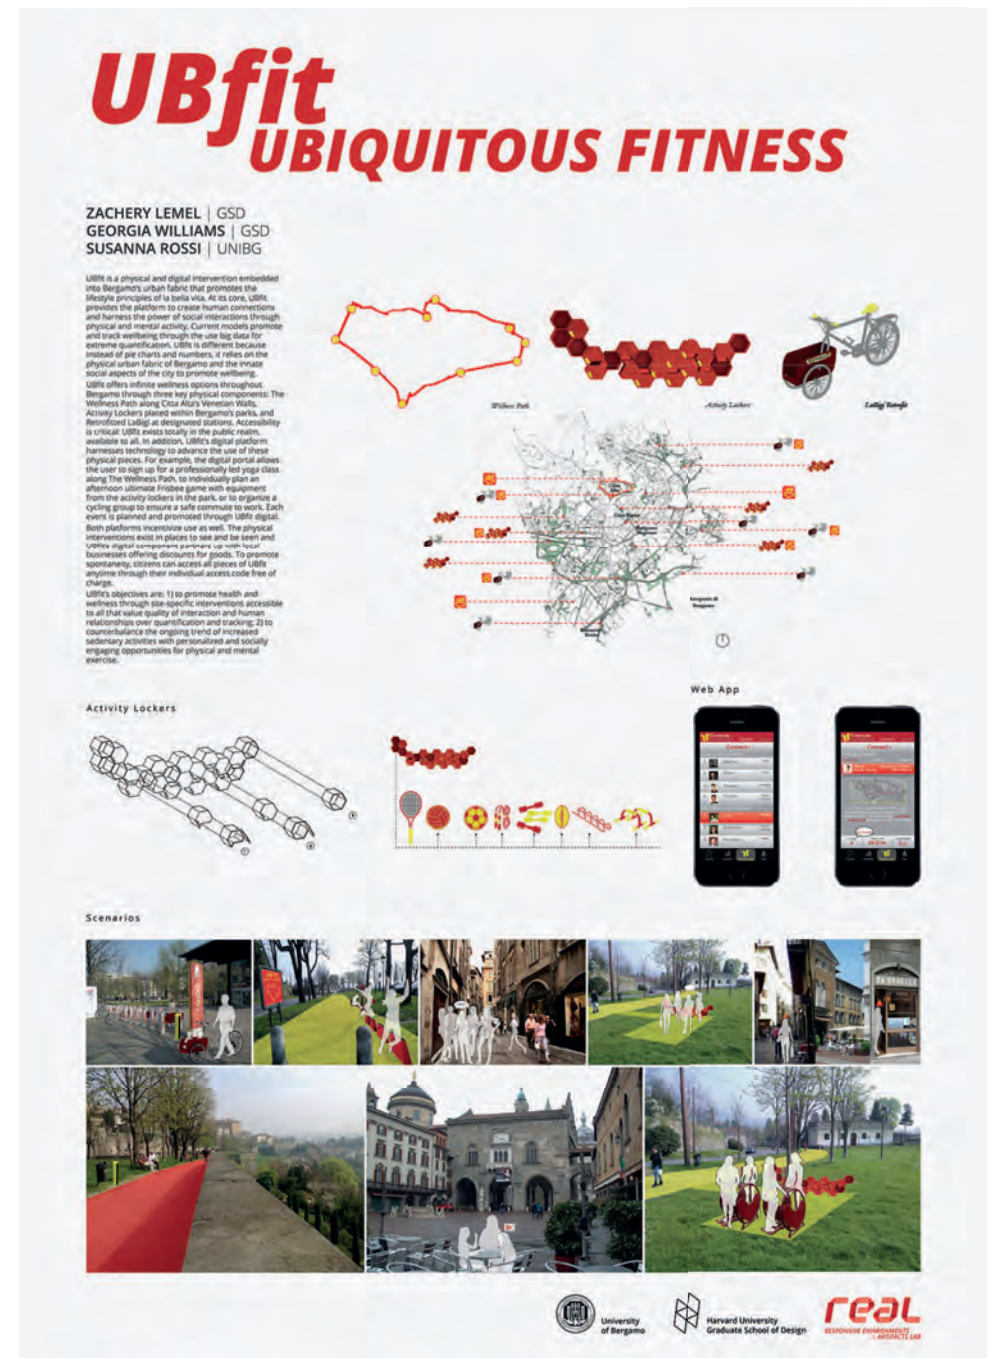 UBfit
UBIQUITOUS FITNESS
ZACHERY LEMEL | GSD
GEORGIA WILLIAMS | GSD
SUSANNA ROSSI | UNIBG
UBfit is a physical and digital intervention embedded
into Bergamo's urban fabric that promotes the
lifestyle principles of la bella vita. At its core, UBfit
provides the platform to create human connections
and harness the power of social interactions through
physical and mental activity. Current models promote
and track wellbeing through the use big data for
extreme quantification. UBfit is different because
instead of pie charts and numbers, it relies on the
physical urban fabric of Bergamo and the innate
social aspects of the city to promote wellbeing.
UBfit offers infinite wellness options throughout
Bergamo through three key physical components: The
Wellness Path along Citta Alta's Venetian Walls,
Activity Lockers placed within Bergamo's parks, and
Retrofitted LaBigi at designated stations. Accessibility
is critical: UBfit exists totally in the public realm,
available to all. In addition, UBfit's digital platform
harnesses technology to advance the use of these
physical pieces. For example, the digital portal allows
the user to sign up for a professionally led yoga class
along The Wellness Path, to individually plan an
afternoon ultimate Frisbee game with equipment
from the activity lockers in the park, or to organize a
cycling group to ensure a safe commute to work. Each
event is planned and promoted through UBfit digital.
Both platforms incentivize use as well. The physical
interventions exist in places to see and be seen and
UBfit's digital component partners up with local
businesses offering discounts for goods. To promote
spontaneity, citizens can access all pieces of UBfit
anytime through their individual access code free of
charge.
UBfit's objectives are: 1) to promote health and
wellness through site-specific interventions accessible
to all that value quality of interaction and human
relationships over quantification and tracking; 2) to
counterbalance the ongoing trend of increased
sedentary activities with personalized and socially
engaging opportunities for physical and mental
exercise.
Wellness Path
Activity Lockers
LaBigi Retrofit
Web App
Activity Lockers
Connect
Connect
Scenarios
University
of Bergamo
Harvard University
Graduate School of Design
real
RESPONSIVE ENVIRONMENTS
& ARTIFACTS LAB